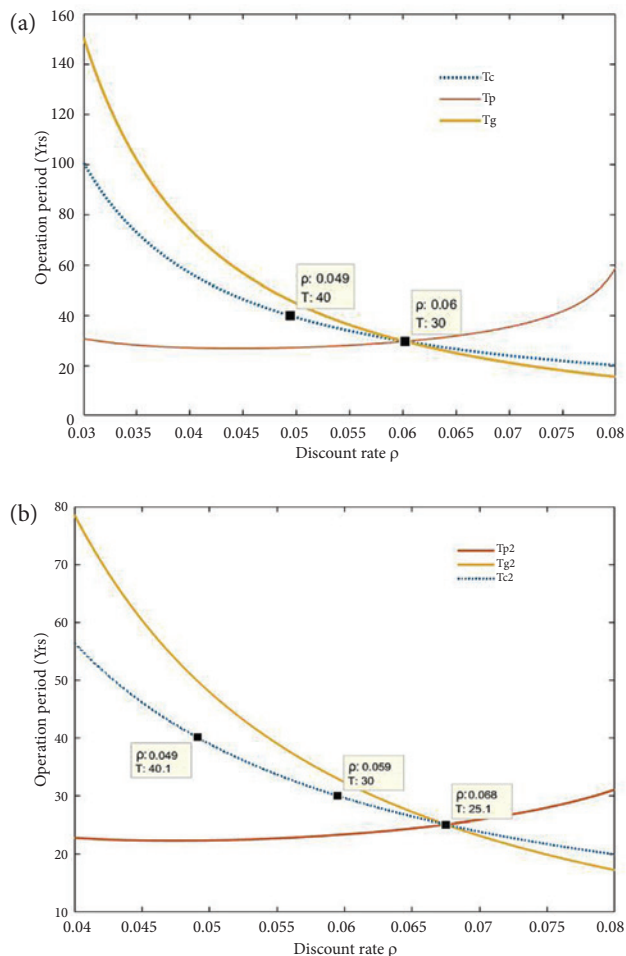 (a)
160
140
120
100
80
60
40
20
0
Operation period (Yrs)
Tc
Tp
Tg
ρ: 0.049
T: 40
ρ: 0.06
T: 30
0.03 0.035 0.04 0.045 0.05 0.055 0.06 0.065 0.07 0.075 0.08
Discount rate ρ
(b)
80
70
60
50
40
30
20
10
Operation period (Yrs)
Tp2
Tg2
Tc2
ρ: 0.049
T: 40.1
ρ: 0.059
T: 30
ρ: 0.068
T: 25.1
0.04 0.045 0.05 0.055 0.06 0.065 0.07 0.075 0.08
Discount rate ρ